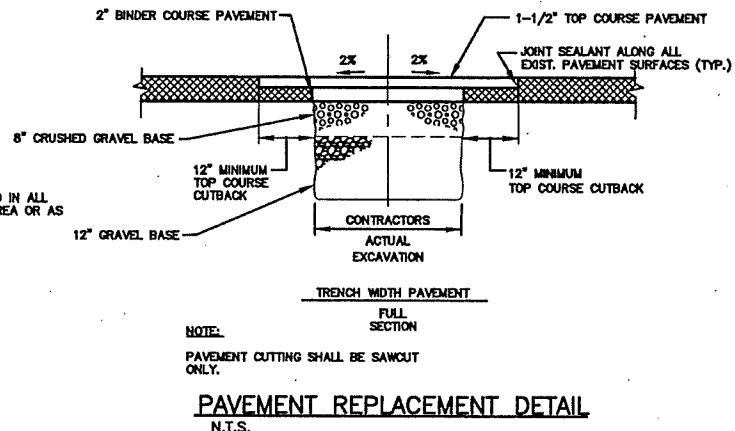 2" BINDER COURSE PAVEMENT
1-1/2" TOP COURSE PAVEMENT
2% 2%
JOINT SEALANT ALONG ALL
EXIST. PAVEMENT SURFACES (TYP.)
8" CRUSHED GRAVEL BASE
12" MINIMUM
TOP COURSE
CUTBACK
12" MINIMUM
TOP COURSE CUTBACK
IN ALL
OR AS
12" GRAVEL BASE
CONTRACTORS
ACTUAL
EXCAVATION
TRENCH WIDTH PAVEMENT
FULL
SECTION
NOTE:
PAVEMENT CUTTING SHALL BE SAWCUT
ONLY.
PAVEMENT REPLACEMENT DETAIL
N.T.S.